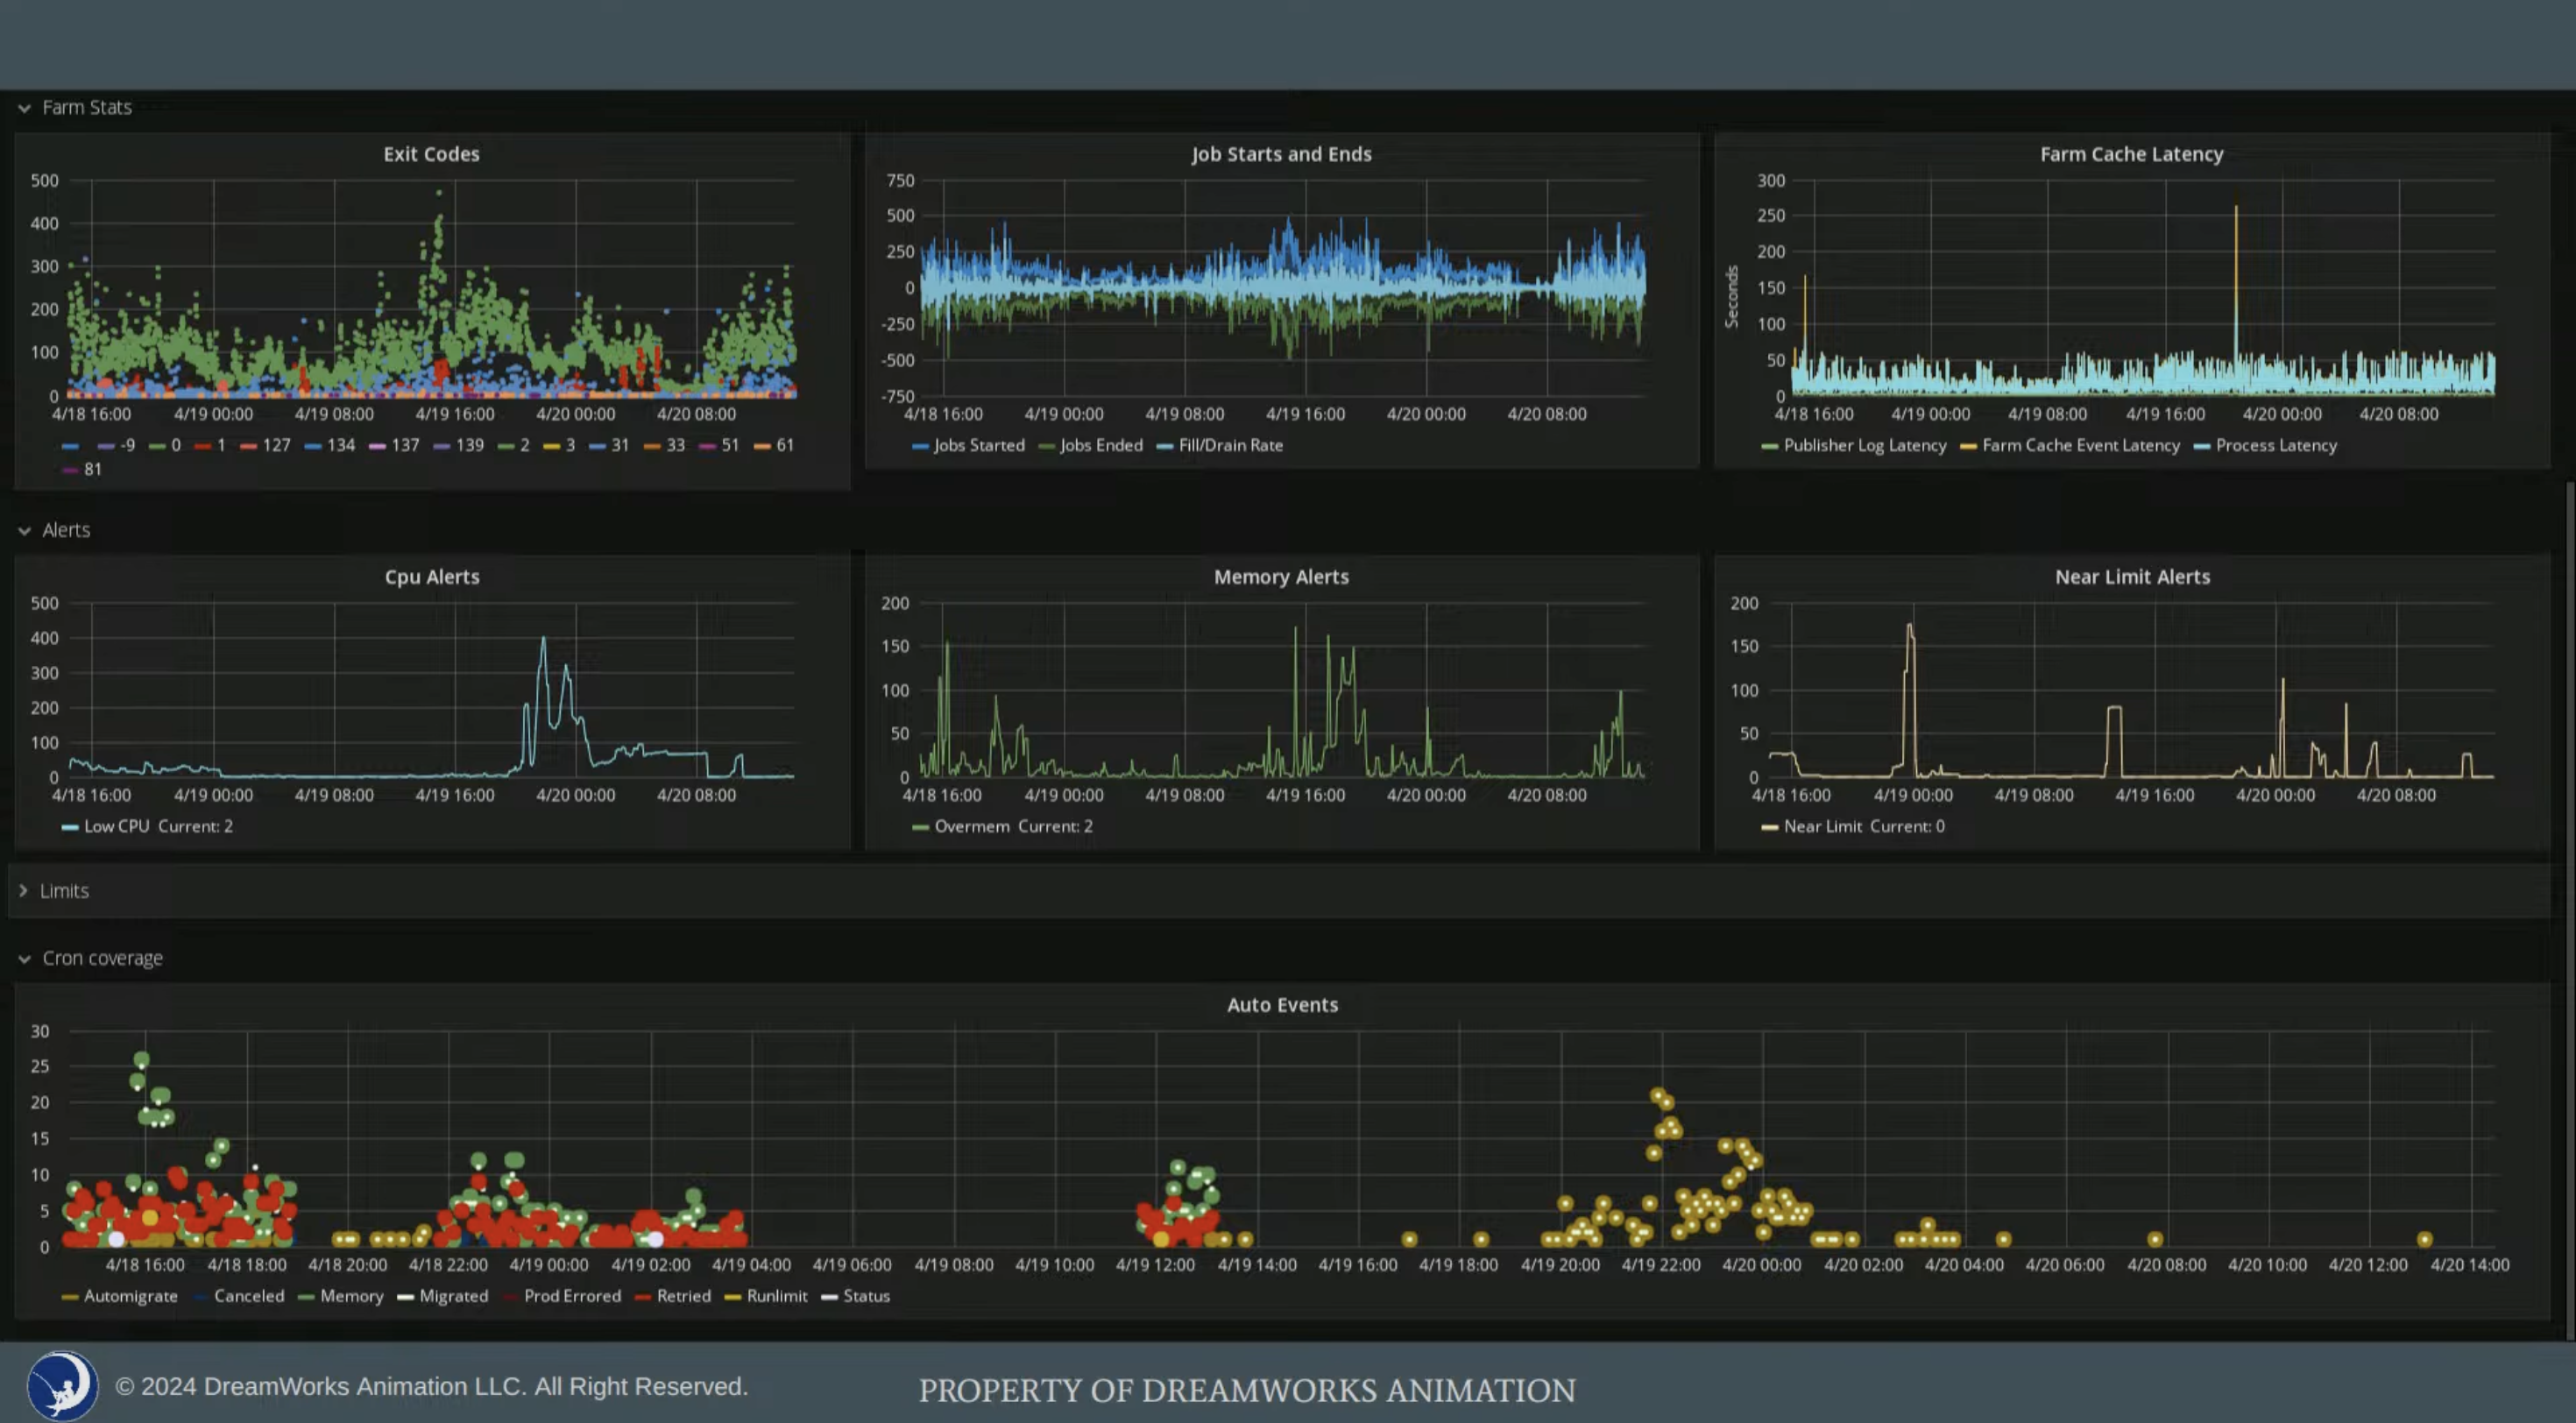 Farm Stats
Exit Codes
500
400
300
200
100
0
4/18 16:00 4/19 00:00 4/19 08:00 4/19 16:00 4/20 00:00 4/20 08:00
-9 0 1 127 134 137 139 2 3 31 33 51 61
81
Job Starts and Ends
750
500
250
0
-250
-500
-750
4/18 16:00 4/19 00:00 4/19 08:00 4/19 16:00 4/20 00:00 4/20 08:00
Jobs Started Jobs Ended Fill/Drain Rate
Farm Cache Latency
Seconds
300
250
200
150
100
50
0
4/18 16:00 4/19 00:00 4/19 08:00 4/19 16:00 4/20 00:00 4/20 08:00
Publisher Log Latency Farm Cache Event Latency Process Latency
Alerts
Cpu Alerts
500
400
300
200
100
0
4/18 16:00 4/19 00:00 4/19 08:00 4/19 16:00 4/20 00:00 4/20 08:00
Low CPU Current: 2
Memory Alerts
200
150
100
50
0
4/18 16:00 4/19 00:00 4/19 08:00 4/19 16:00 4/20 00:00 4/20 08:00
Overmem Current: 2
Near Limit Alerts
200
150
100
50
0
4/18 16:00 4/19 00:00 4/19 08:00 4/19 16:00 4/20 00:00 4/20 08:00
Near Limit Current: 0
Limits
Cron coverage
Auto Events
30
25
20
15
10
5
0
4/18 16:00 4/18 18:00 4/18 20:00 4/18 22:00 4/19 00:00 4/19 02:00 4/19 04:00 4/19 06:00 4/19 08:00 4/19 10:00 4/19 12:00 4/19 14:00 4/19 16:00 4/19 18:00 4/19 20:00 4/19 22:00 4/20 00:00 4/20 02:00 4/20 04:00 4/20 06:00 4/20 08:00 4/20 10:00 4/20 12:00 4/20 14:00
Automigrate Canceled Memory Migrated Prod Errored Retried Runlimit Status
© 2024 DreamWorks Animation LLC. All Right Reserved.
PROPERTY OF DREAMWORKS ANIMATION